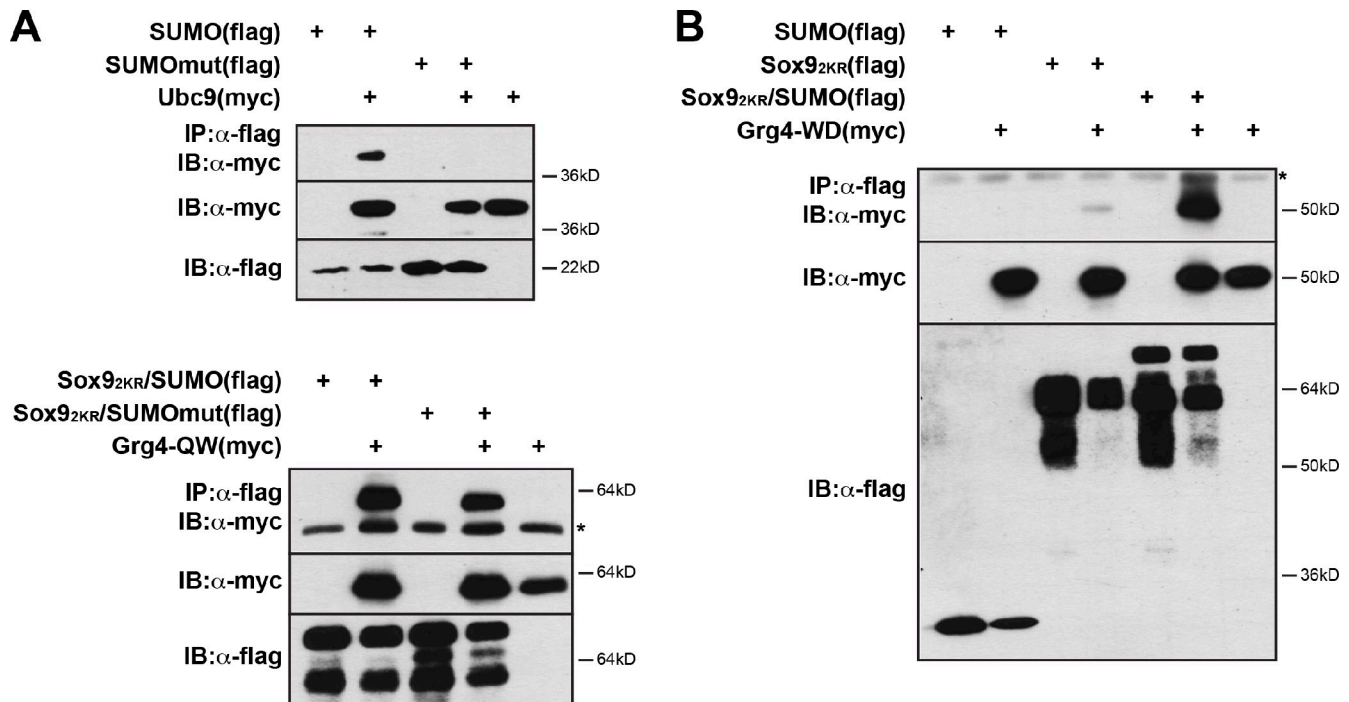 A
SUMO(flag) + +
SUMOmut(flag) + +
Ubc9(myc) + + +
IP:α-flag
IB:α-myc
36kD
IB:α-myc
36kD
IB:α-flag
22kD
Sox92KR/SUMO(flag) + +
Sox92KR/SUMOmut(flag) + +
Grg4-QW(myc) + + +
IP:α-flag
64kD
IB:α-myc
*
IB:α-myc
64kD
IB:α-flag
64kD
B
SUMO(flag) + +
Sox92KR(flag) + +
Sox92KR/SUMO(flag) + +
Grg4-WD(myc) + + + +
*
IP:α-flag
IB:α-myc
50kD
IB:α-myc
50kD
64kD
50kD
IB:α-flag
36kD